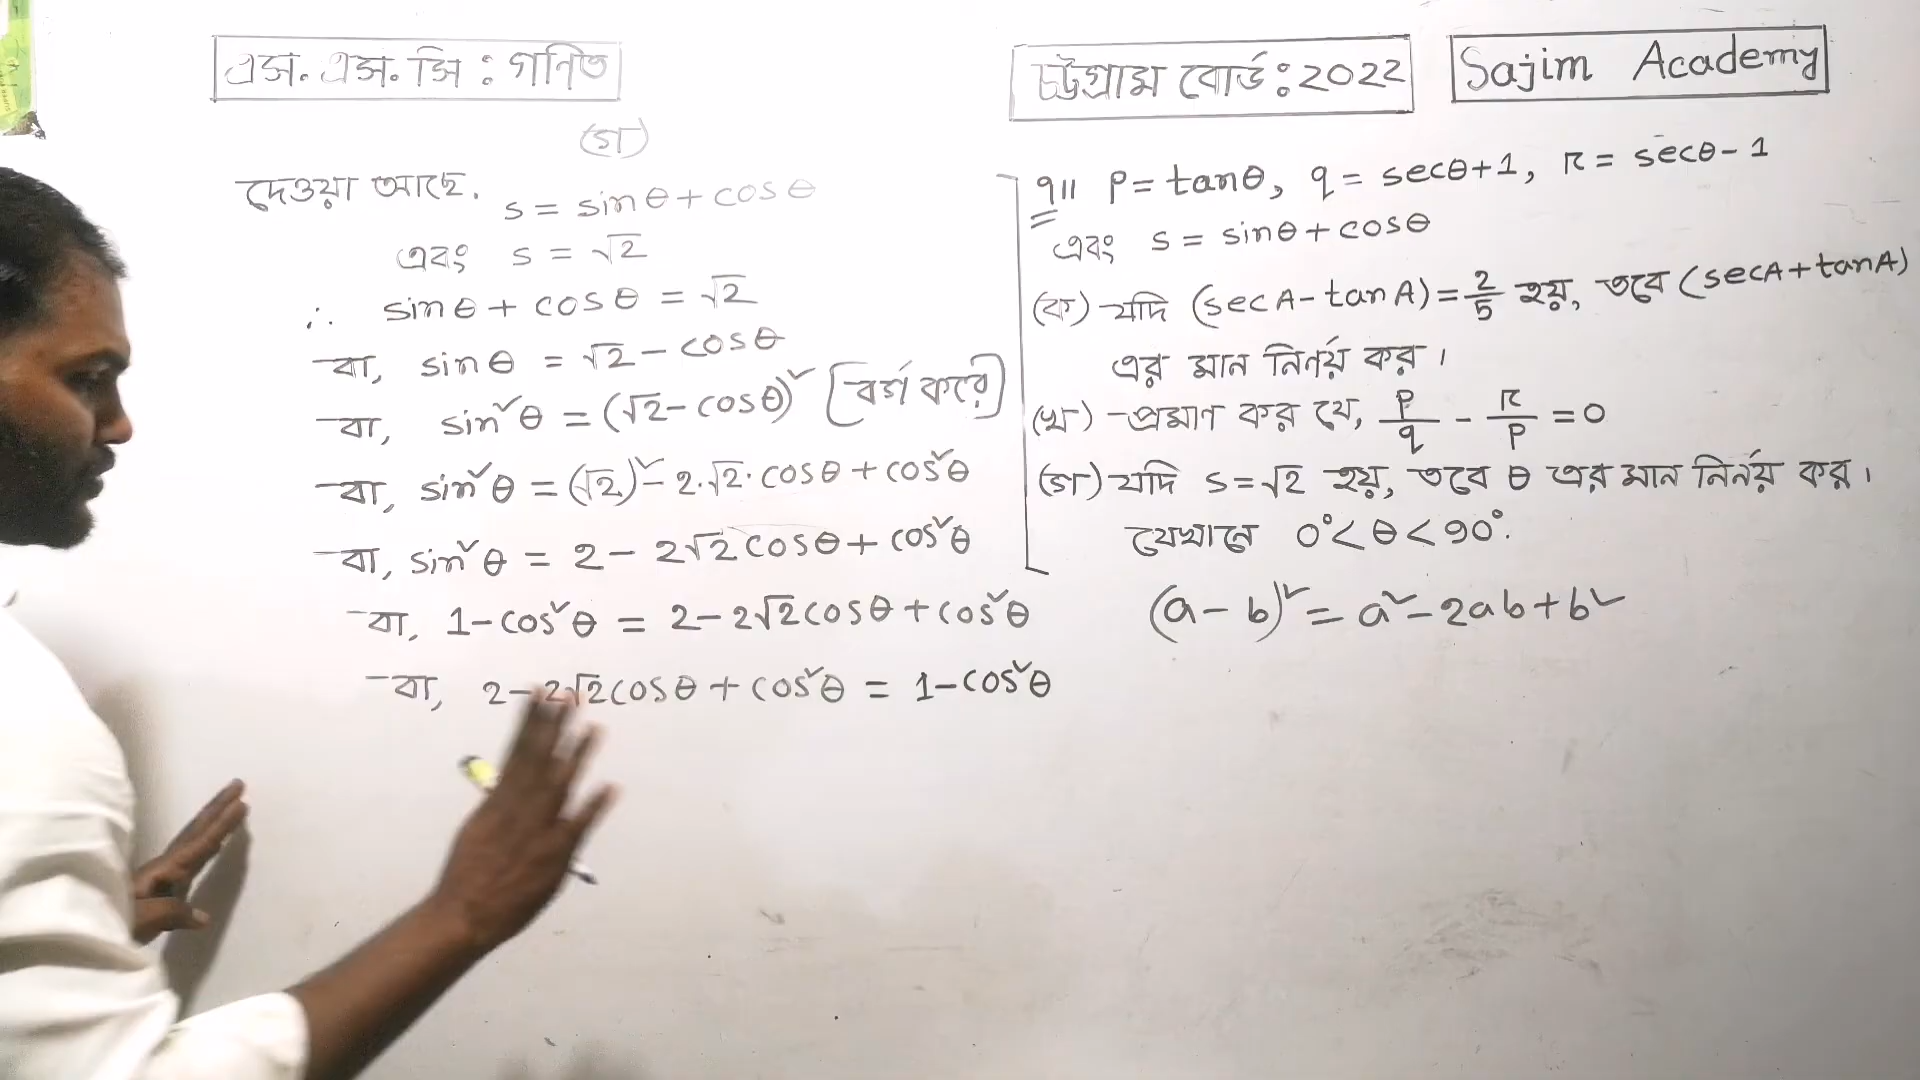 এস. এস. সি : গনিত
চট্টগ্রাম বোর্ড : 2022
Sajim Academy
(গ)
দেওয়া আছে. s = sinθ + cosθ
এবং s = √2
∴ sinθ + cosθ = √2
বা, sinθ = √2 - cosθ
বা, sin²θ = (√2 - cosθ)² [বর্গ করে]
বা, sin²θ = (√2)² - 2·√2·cosθ + cos²θ
বা, sin²θ = 2 - 2√2 cosθ + cos²θ
বা, 1 - cos²θ = 2 - 2√2 cosθ + cos²θ
বা, 2 - 2√2 cosθ + cos²θ = 1 - cos²θ
৭॥ P = tanθ, q = secθ+1, r = secθ - 1
এবং s = sinθ + cosθ
(ক) যদি (secA - tanA) = 2/5 হয়, তবে (secA + tanA)
এর মান নির্ণয় কর।
(খ) প্রমাণ কর যে, P/q - r/P = 0
(গ) যদি s = √2 হয়, তবে θ এর মান নির্নয় কর।
যেখানে 0° < θ < 90°.
(a - b)² = a² - 2ab + b²